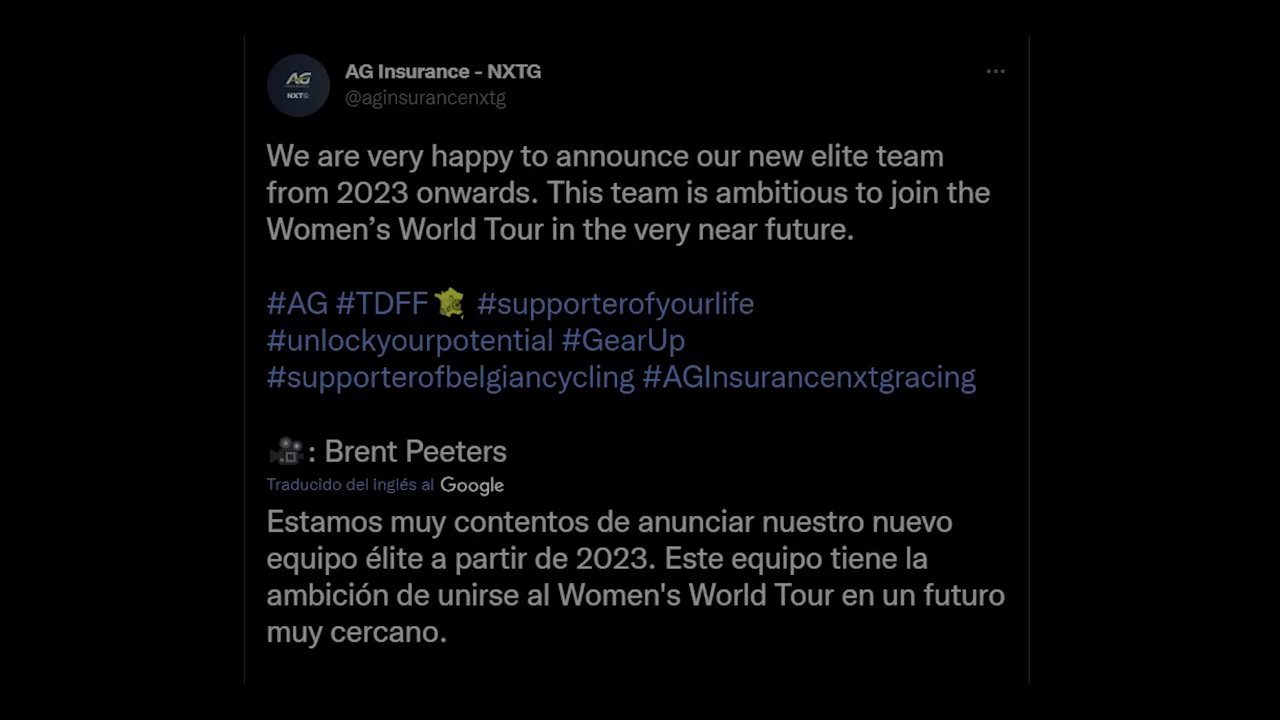 AG
NXTG
AG Insurance - NXTG
@aginsurancenxtg
We are very happy to announce our new elite team
from 2023 onwards. This team is ambitious to join the
Women’s World Tour in the very near future.
#AG #TDFF #supporterofyourlife
#unlockyourpotential #GearUp
#supporterofbelgiancycling #AGInsurancenxtgracing
: Brent Peeters
Traducido del inglés al Google
Estamos muy contentos de anunciar nuestro nuevo
equipo élite a partir de 2023. Este equipo tiene la
ambición de unirse al Women's World Tour en un futuro
muy cercano.